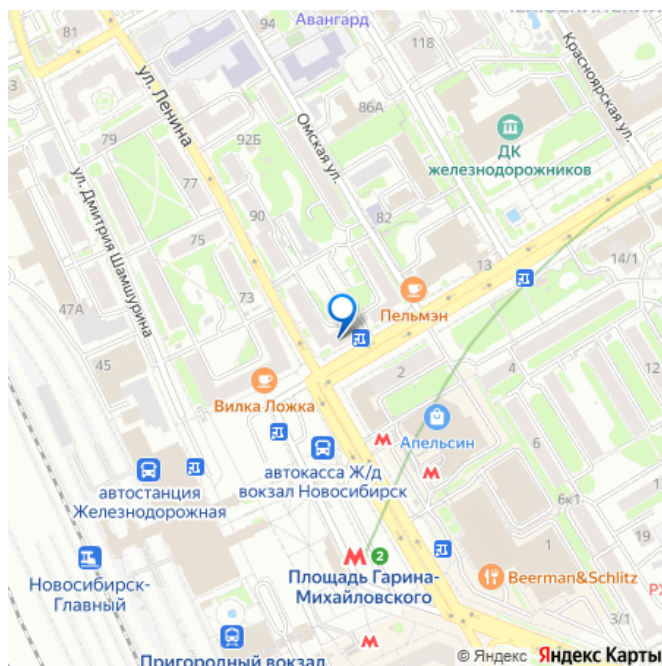 94
Авангард
81
118
Красноярская ул.
ул. Ленина
86А
92Б
Омская ул.
79
ДК
железнодорожников
77
ул. Дмитрия Шамшурина
90
82
75
13
14/1
73
47А
Пельмэн
45
2
4
Вилка Ложка
Апельсин
6
автокасса Ж/д
вокзал Новосибирск
автостанция
Железнодорожная
6к1
17
19
2
1
Новосибирск-
Главный
Площадь Гарина-
Михайловского
Beerman&Schlitz
3/1
Пригородный вокзал
© Яндекс Яндекс Карты